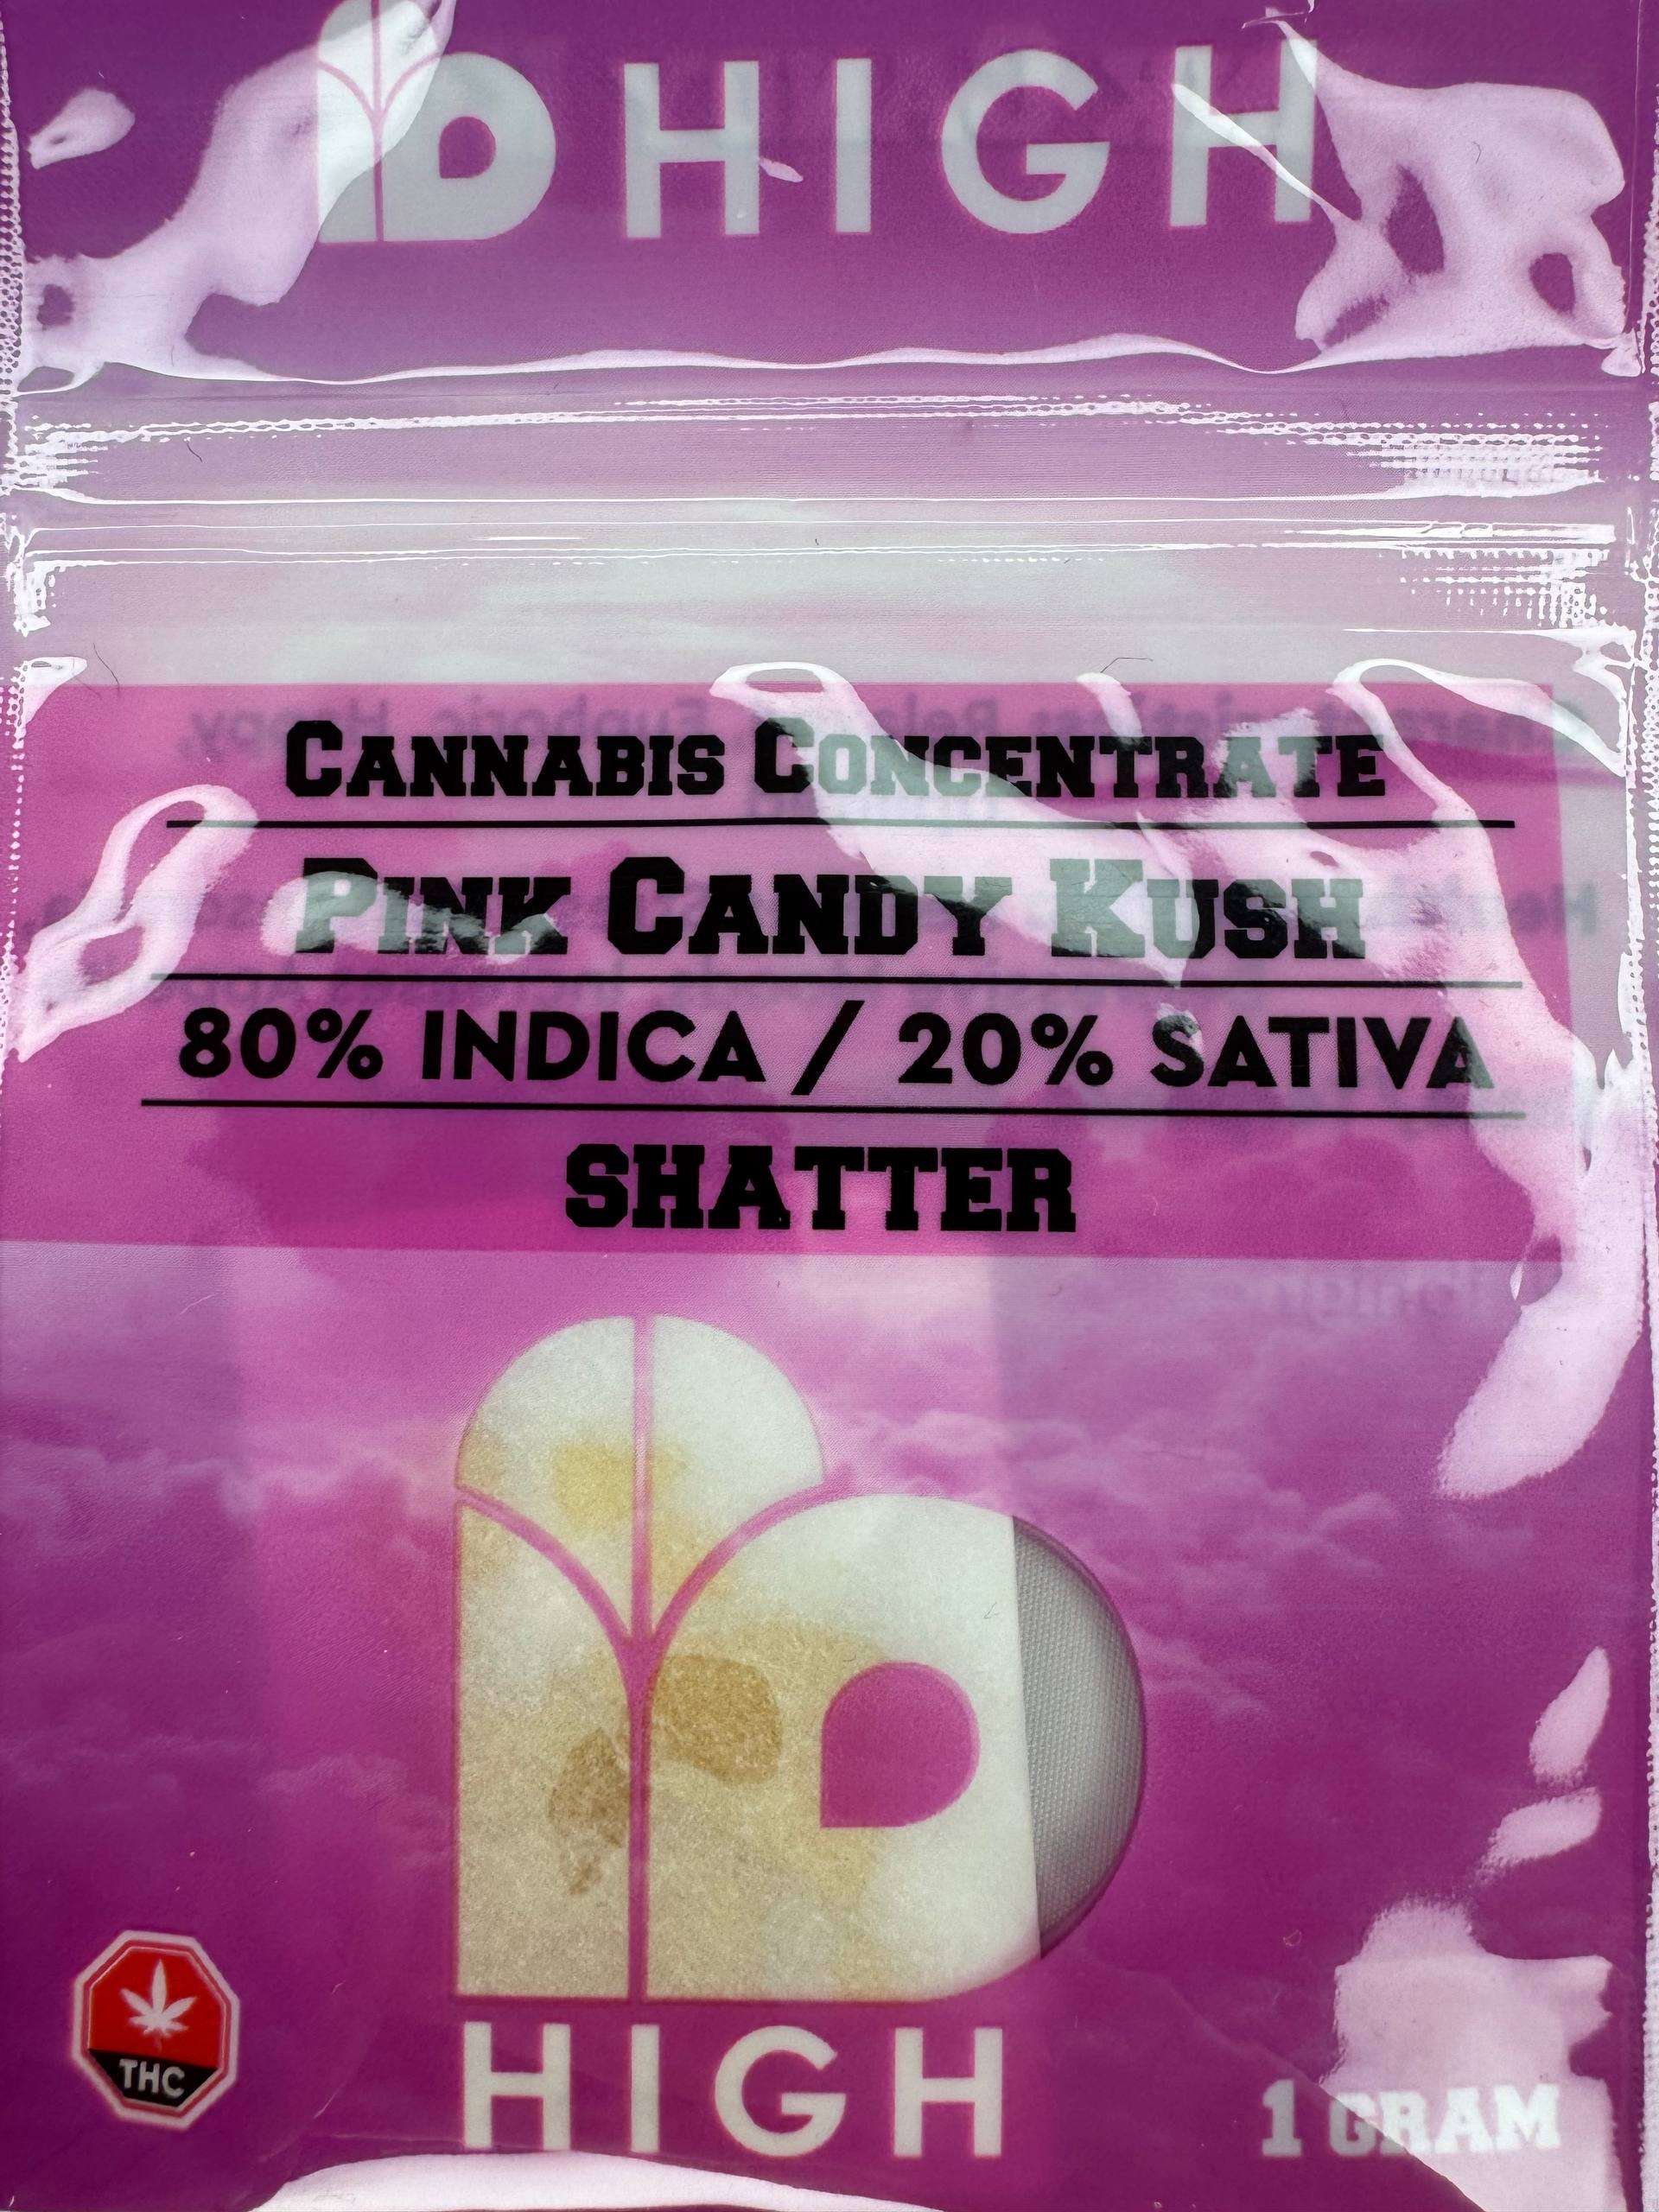 HIGH
CANNABIS CONCENTRATE
PINK CANDY KUSH
80% INDICA / 20% SATIVA
SHATTER
HIGH
THC
1 GRAM